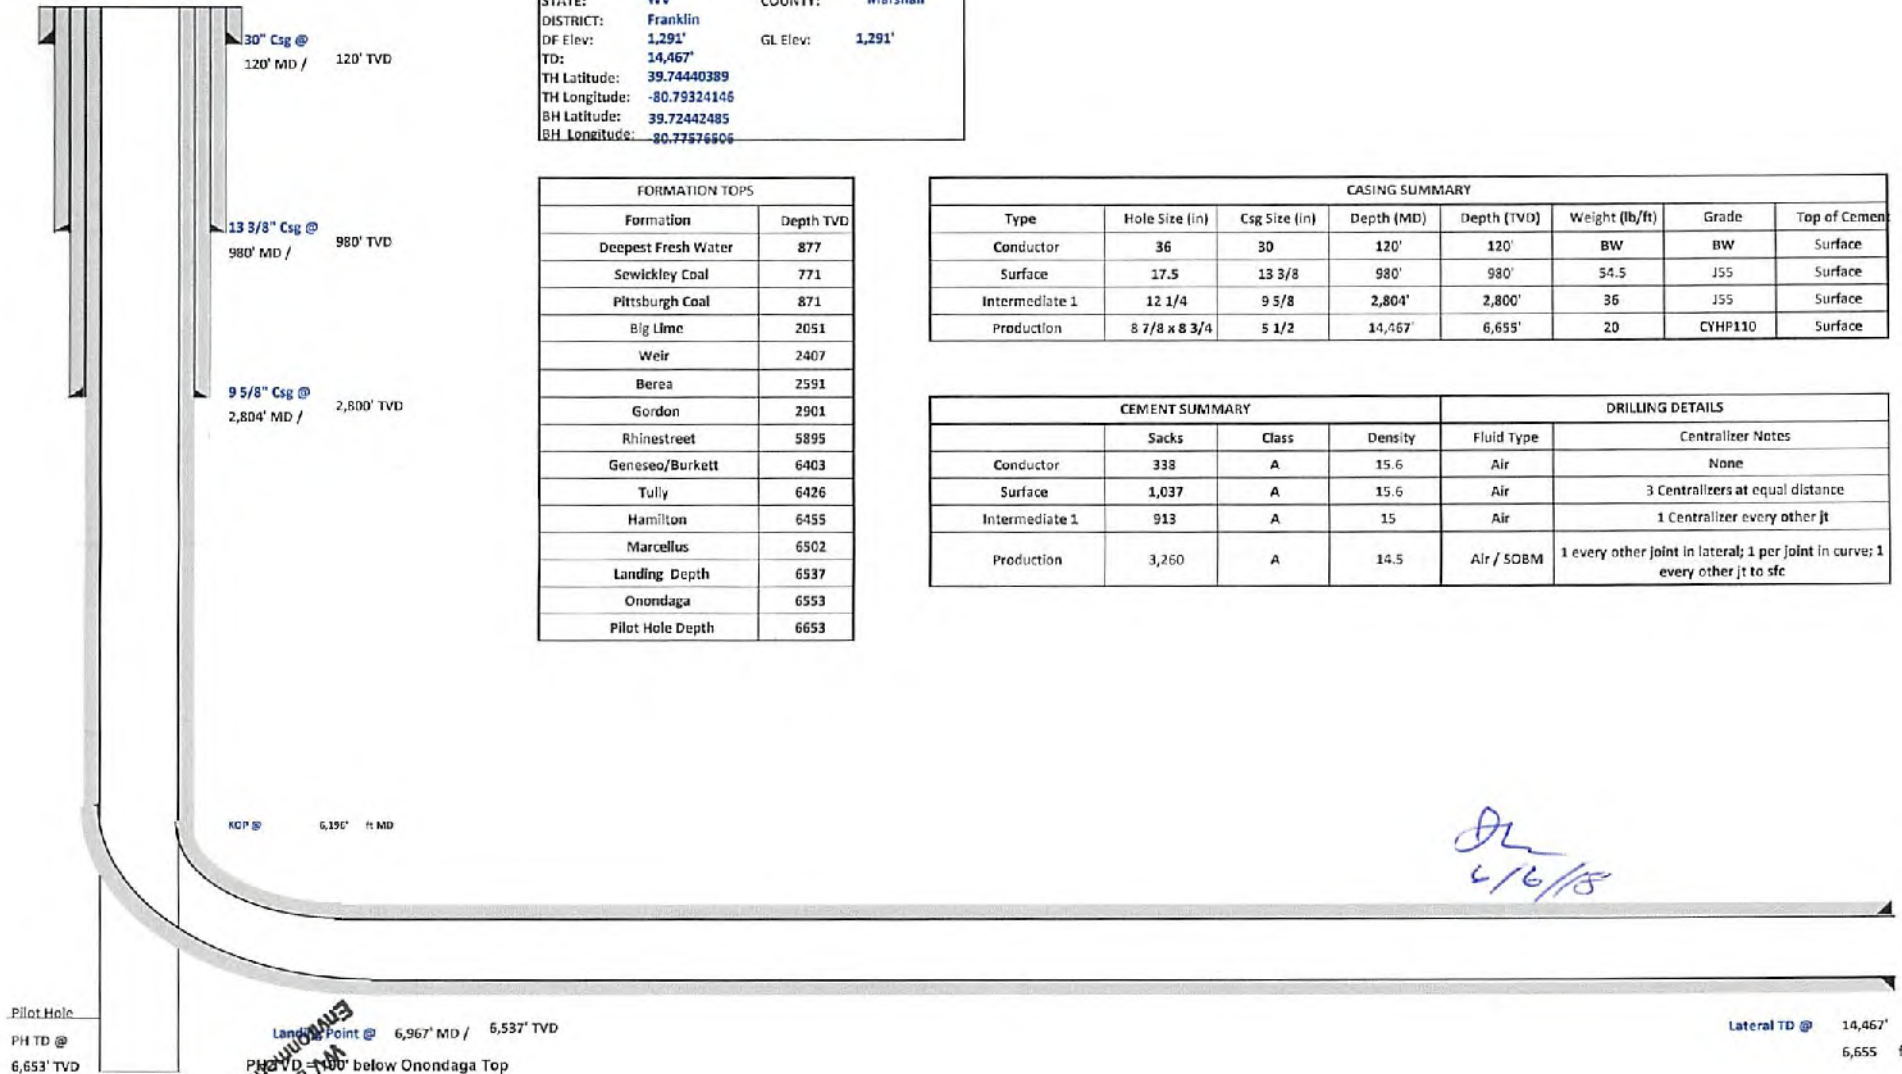 STATE: WV COUNTY: Marshall
DISTRICT: Franklin
DF Elev: 1,291' GL Elev: 1,291'
TD: 14,467'
TH Latitude: 39.74440389
TH Longitude: -80.79324146
BH Latitude: 39.72442485
BH Longitude: -80.77576606
30" Csg @
120' MD / 120' TVD
13 3/8" Csg @
980' MD / 980' TVD
9 5/8" Csg @
2,804' MD / 2,800' TVD
FORMATION TOPS
Formation Depth TVD
Deepest Fresh Water 877
Sewickley Coal 771
Pittsburgh Coal 871
Big Lime 2051
Weir 2407
Berea 2591
Gordon 2901
Rhinestreet 5895
Geneseo/Burkett 6403
Tully 6426
Hamilton 6455
Marcellus 6502
Landing Depth 6537
Onondaga 6553
Pilot Hole Depth 6653
CASING SUMMARY
Type Hole Size (in) Csg Size (in) Depth (MD) Depth (TVD) Weight (lb/ft) Grade Top of Cement
Conductor 36 30 120' 120' BW BW Surface
Surface 17.5 13 3/8 980' 980' 54.5 J55 Surface
Intermediate 1 12 1/4 9 5/8 2,804' 2,800' 36 J55 Surface
Production 8 7/8 x 8 3/4 5 1/2 14,467' 6,655' 20 CYHP110 Surface
CEMENT SUMMARY DRILLING DETAILS
Sacks Class Density Fluid Type Centralizer Notes
Conductor 338 A 15.6 Air None
Surface 1,037 A 15.6 Air 3 Centralizers at equal distance
Intermediate 1 913 A 15 Air 1 Centralizer every other jt
Production 3,260 A 14.5 Air / SOBM 1 every other joint in lateral; 1 per joint in curve; 1
every other jt to sfc
KOP @ 6,196' ft MD
6/6/18
Pilot Hole
PH TD @
6,653' TVD
Landing Point @ 6,967' MD / 6,537' TVD
PH TVD = 100' below Onondaga Top
WV
Environm
Lateral TD @ 14,467'
6,655 f